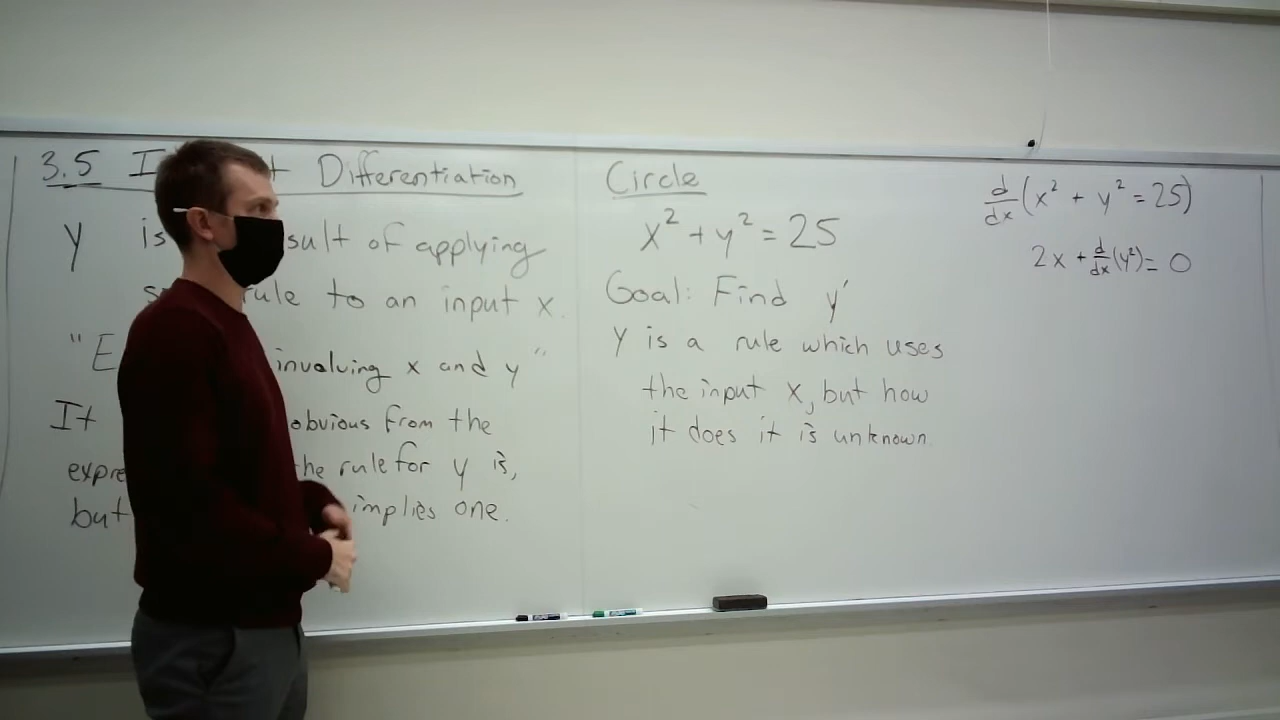 3.5 I t Differentiation
y is sult of applying
s rule to an input x.
"E involving x and y"
It obvious from the
expre the rule for y is,
but implies one.
Circle
x² + y² = 25
Goal: Find y'
y is a rule which uses
the input x, but how
it does it is unknown.
d/dx (x² + y² = 25)
2x + d/dx (y²) = 0